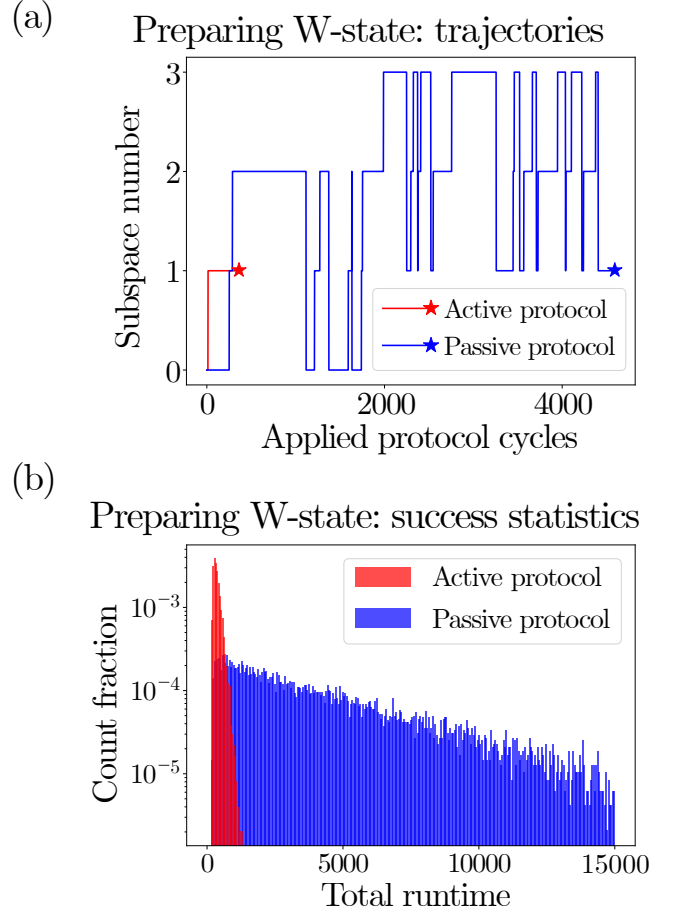 (a)
Preparing W-state: trajectories
Subspace number
3
2
1
0
Active protocol
Passive protocol
0 2000 4000
Applied protocol cycles
(b)
Preparing W-state: success statistics
Count fraction
10⁻³
10⁻⁴
10⁻⁵
Active protocol
Passive protocol
0 5000 10000 15000
Total runtime